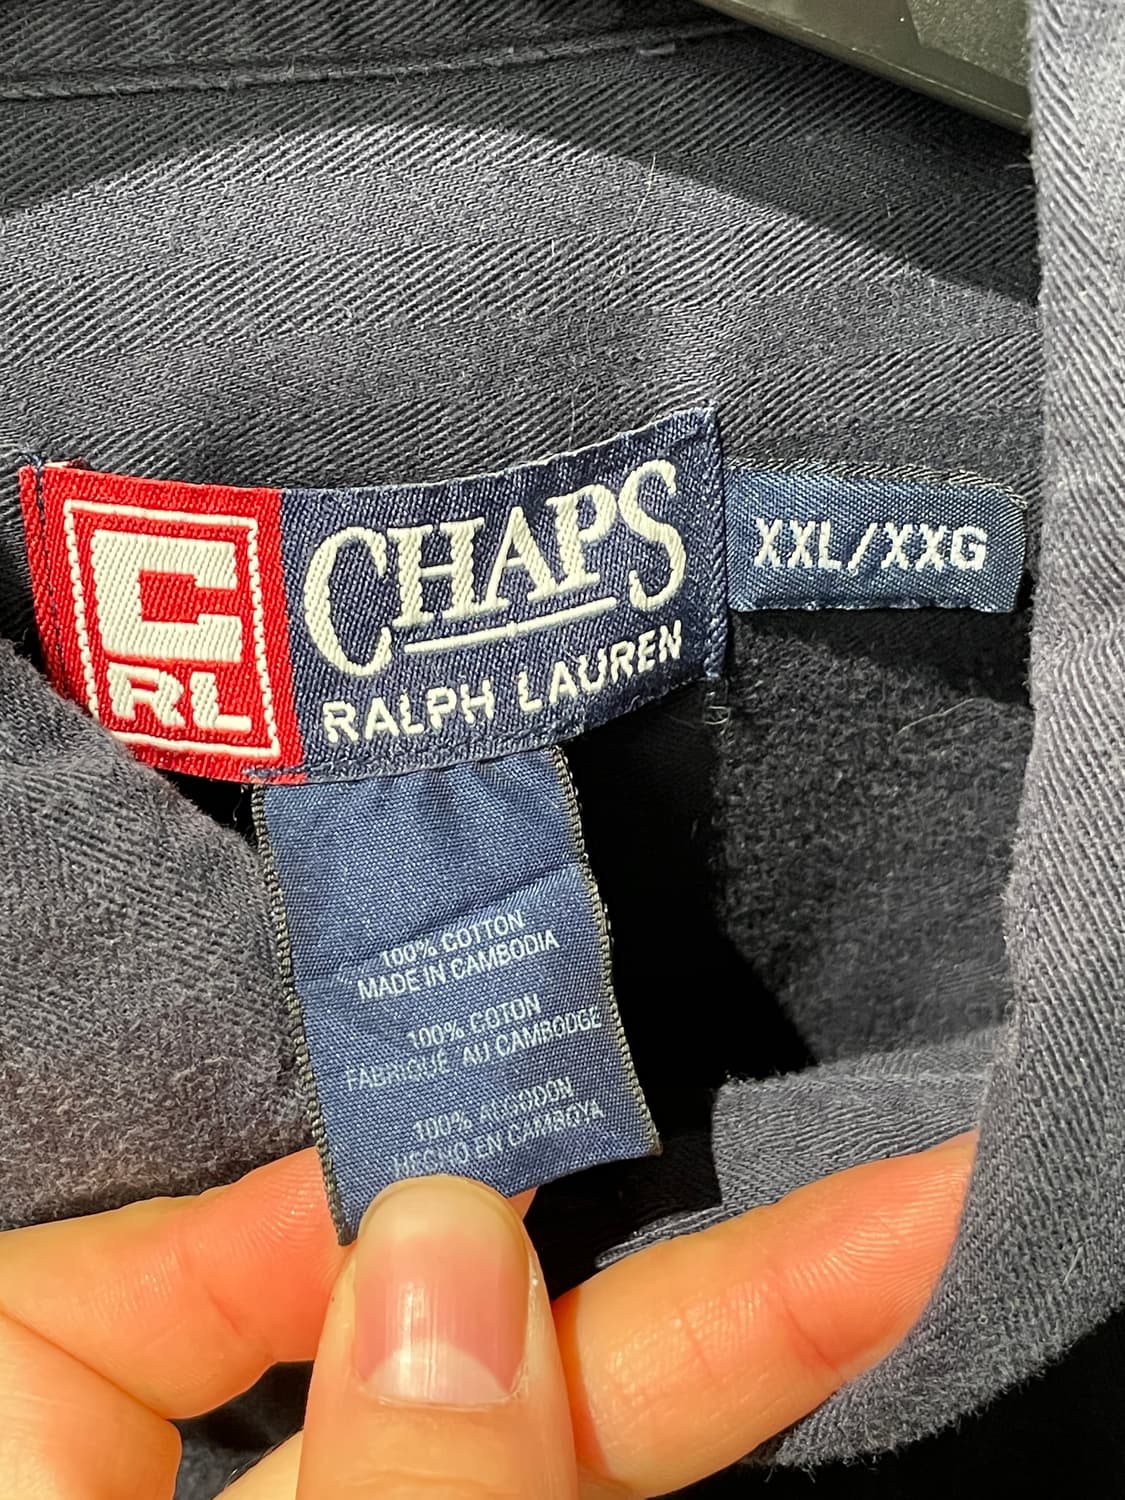 C
RL
CHAPS
RALPH LAUREN
XXL/XXG
100% COTTON
MADE IN CAMBODIA
100% COTON
FABRIQUE AU CAMBODGE
100% ALGODON
HECHO EN CAMBOYA